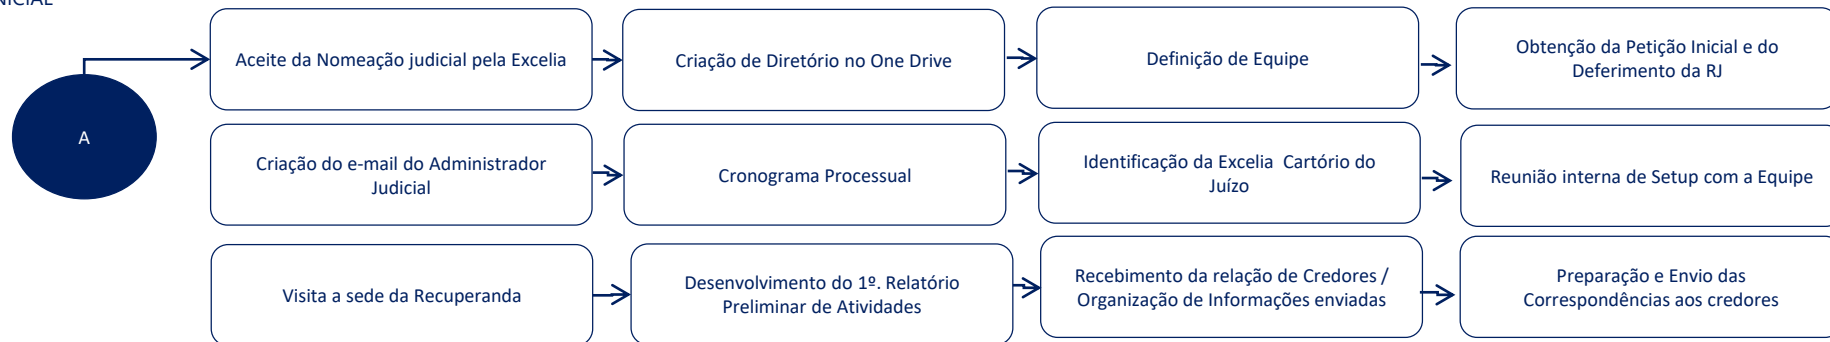 A
Aceite da Nomeação judicial pela Excelia
Criação de Diretório no One Drive
Definição de Equipe
Obtenção da Petição Inicial e do
Deferimento da RJ
Criação do e-mail do Administrador
Judicial
Cronograma Processual
Identificação da Excelia Cartório do
Juízo
Reunião interna de Setup com a Equipe
Visita a sede da Recuperanda
Desenvolvimento do 1º. Relatório
Preliminar de Atividades
Recebimento da relação de Credores /
Organização de Informações enviadas
Preparação e Envio das
Correspondências aos credores